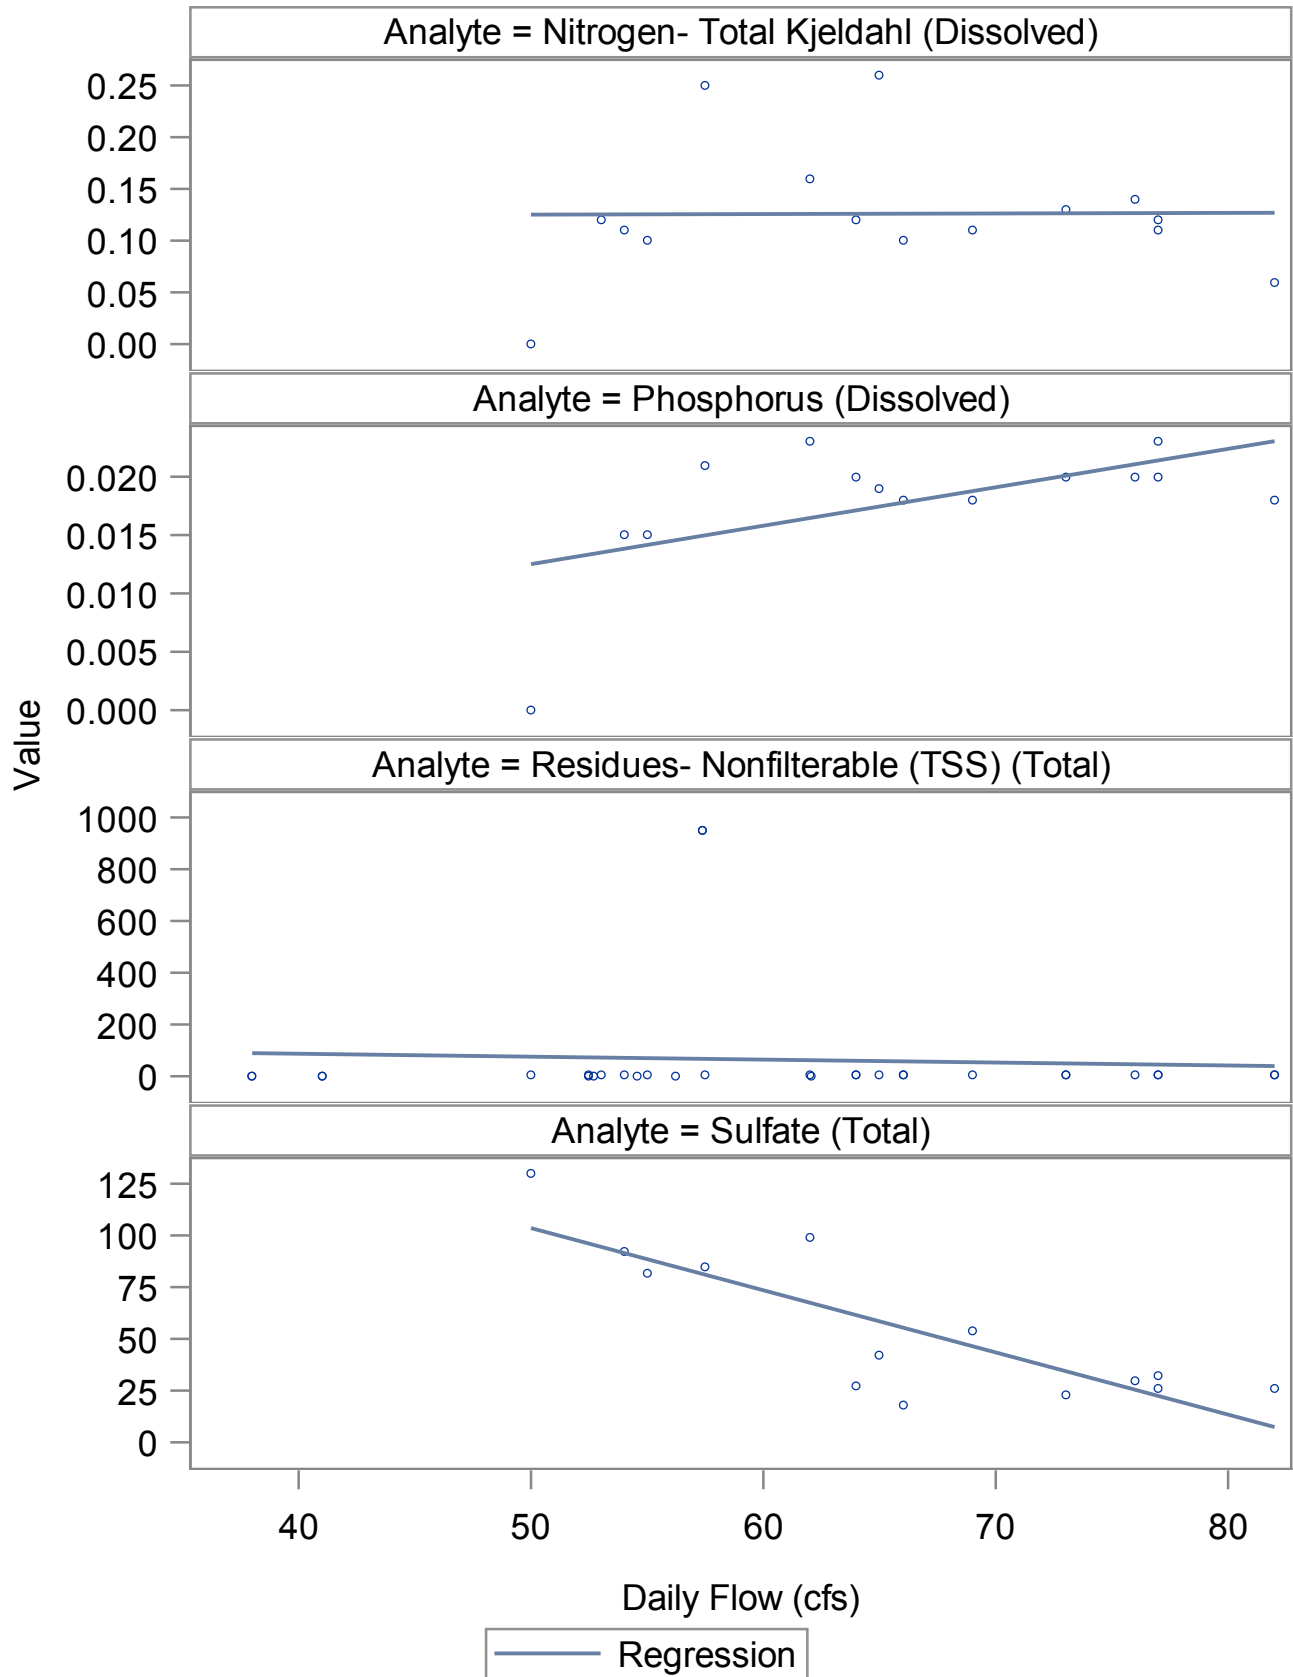 Analyte = Nitrogen- Total Kjeldahl (Dissolved)
0.25
0.20
0.15
0.10
0.05
0.00
Analyte = Phosphorus (Dissolved)
0.020
0.015
0.010
0.005
0.000
Value
Analyte = Residues- Nonfilterable (TSS) (Total)
1000
800
600
400
200
0
Analyte = Sulfate (Total)
125
100
75
50
25
0
40 50 60 70 80
Daily Flow (cfs)
Regression